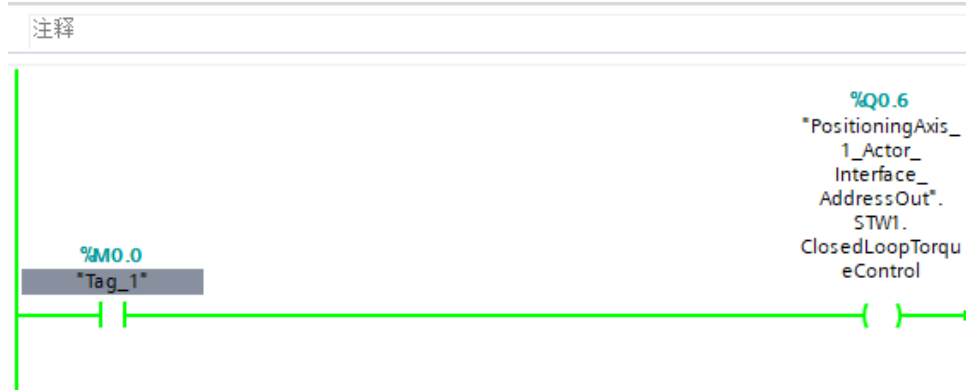 注释
%Q0.6
"PositioningAxis_
1_Actor_
Interface_
AddressOut".
STW1.
ClosedLoopTorqu
eControl
%M0.0
"Tag_1"